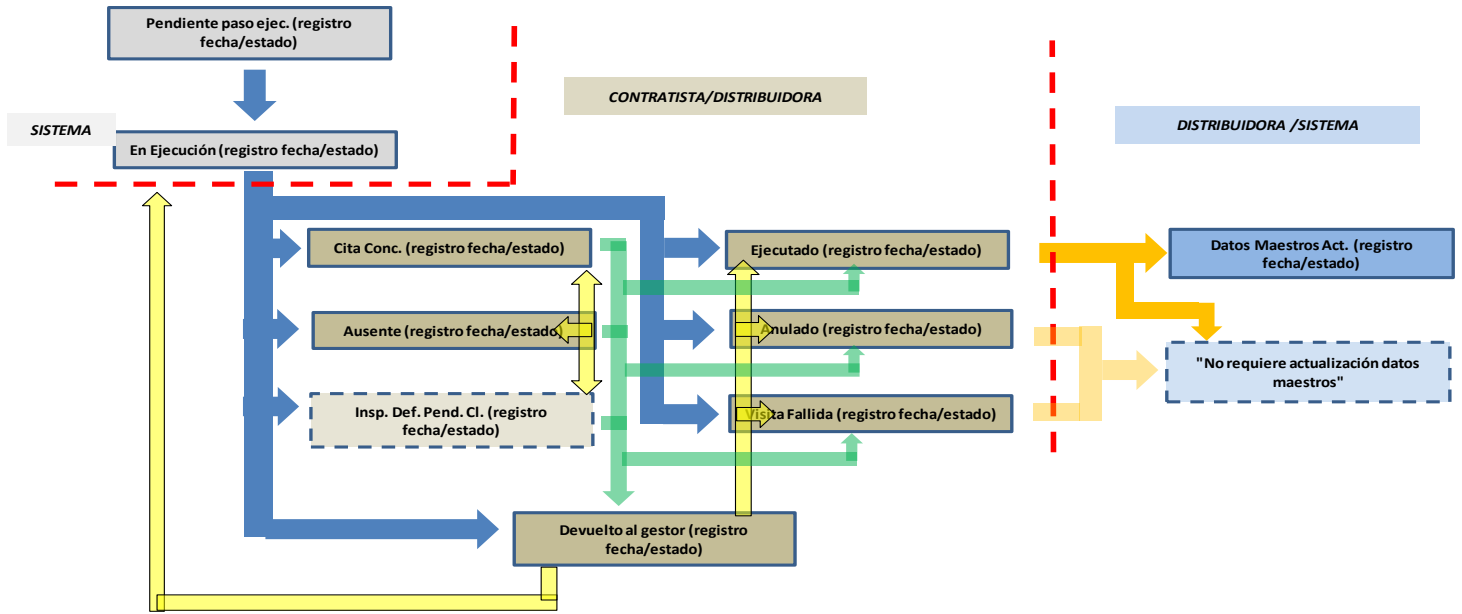 Pendiente paso ejec. (registro
fecha/estado)
SISTEMA
En Ejecución (registro fecha/estado)
CONTRATISTA/DISTRIBUIDORA
DISTRIBUIDORA /SISTEMA
Cita Conc. (registro fecha/estado)
Ejecutado (registro fecha/estado)
Datos Maestros Act. (registro
fecha/estado)
Ausente (registro fecha/estado)
Anulado (registro fecha/estado)
"No requiere actualización datos
maestros"
Insp. Def. Pend. Cl. (registro
fecha/estado)
Visita Fallida (registro fecha/estado)
Devuelto al gestor (registro
fecha/estado)